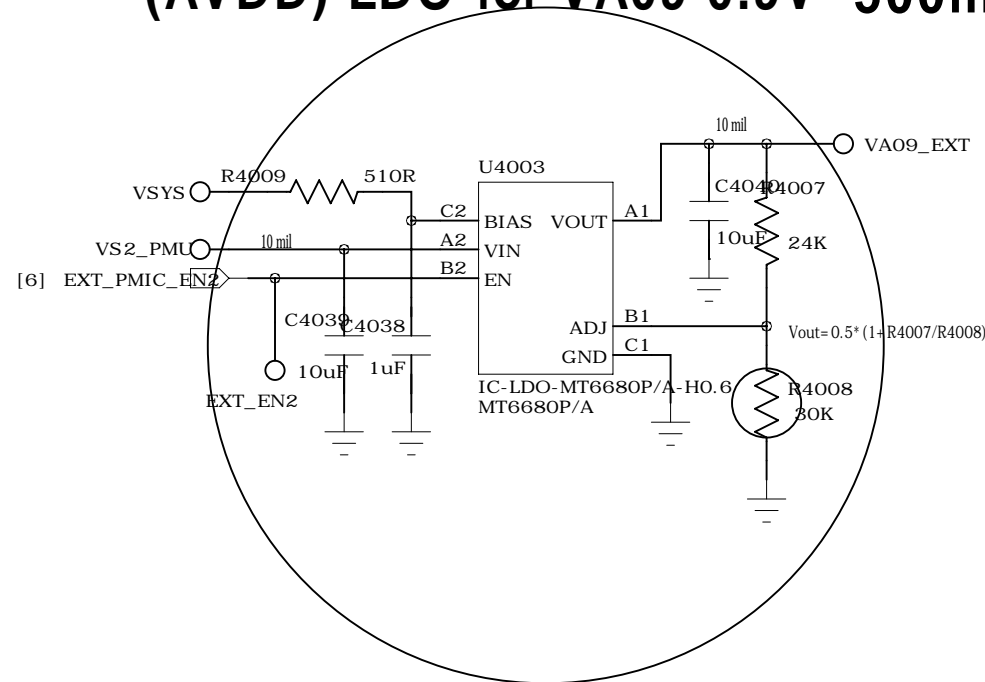 (AVDD) LDO for VA09 0.9V 300m
10 mil
VA09_EXT
U4003
R4009
510R
C4040
R4007
VSYS
C2
BIAS
VOUT
A1
10uF
24K
VS2_PMU
10 mil
A2
VIN
[6]
EXT_PMIC_EN2
B2
EN
C4039
C4038
ADJ
B1
Vout=0.5*(1+R4007/R4008)
GND
C1
10uF
1uF
EXT_EN2
IC-LDO-MT6680P/A-H0.6
MT6680P/A
R4008
30K